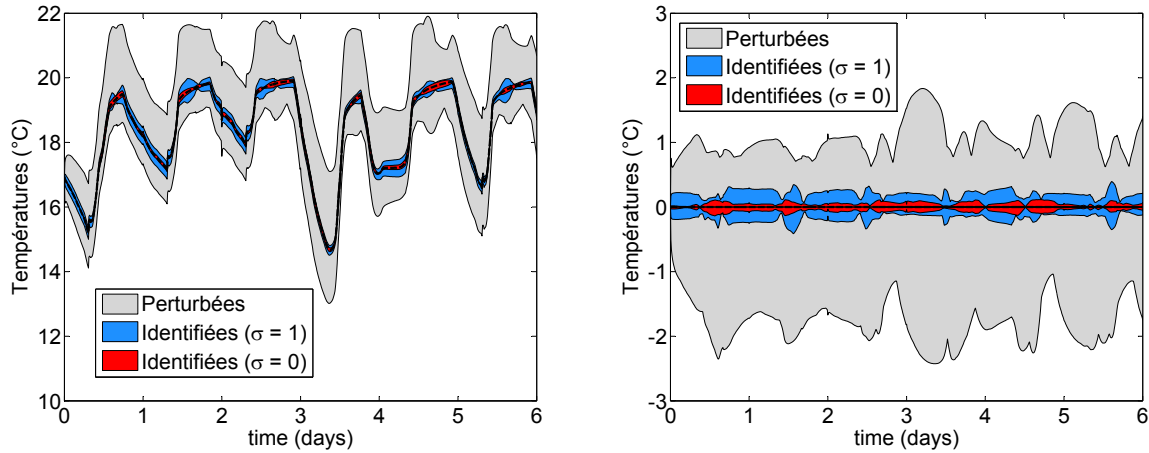 22
20
18
16
14
12
10
Températures (°C)
Perturbées
Identifiées (σ = 1)
Identifiées (σ = 0)
0 1 2 3 4 5 6
time (days)
3
2
1
0
-1
-2
-3
Températures (°C)
Perturbées
Identifiées (σ = 1)
Identifiées (σ = 0)
0 1 2 3 4 5 6
time (days)